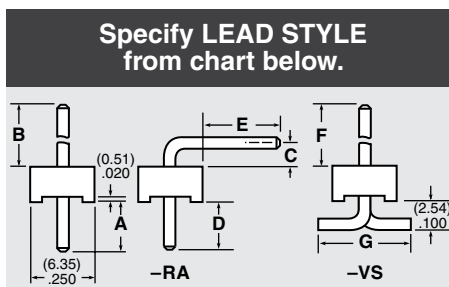 Specify LEAD STYLE
from chart below.
B
(0.51)
.020
A
(6.35)
.250
E
C
D
–RA
F
(2.54)
.100
G
–VS